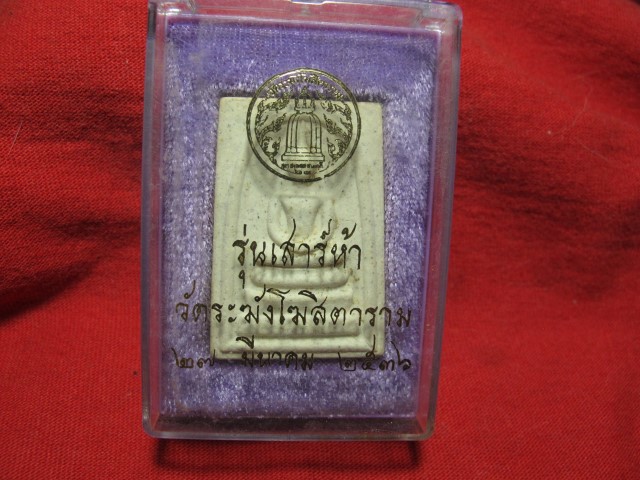 รุ่นเสาร์ห้า
วัดระฆังโฆสิตาราม
๒๗ มีนาคม ๒๕๓๖